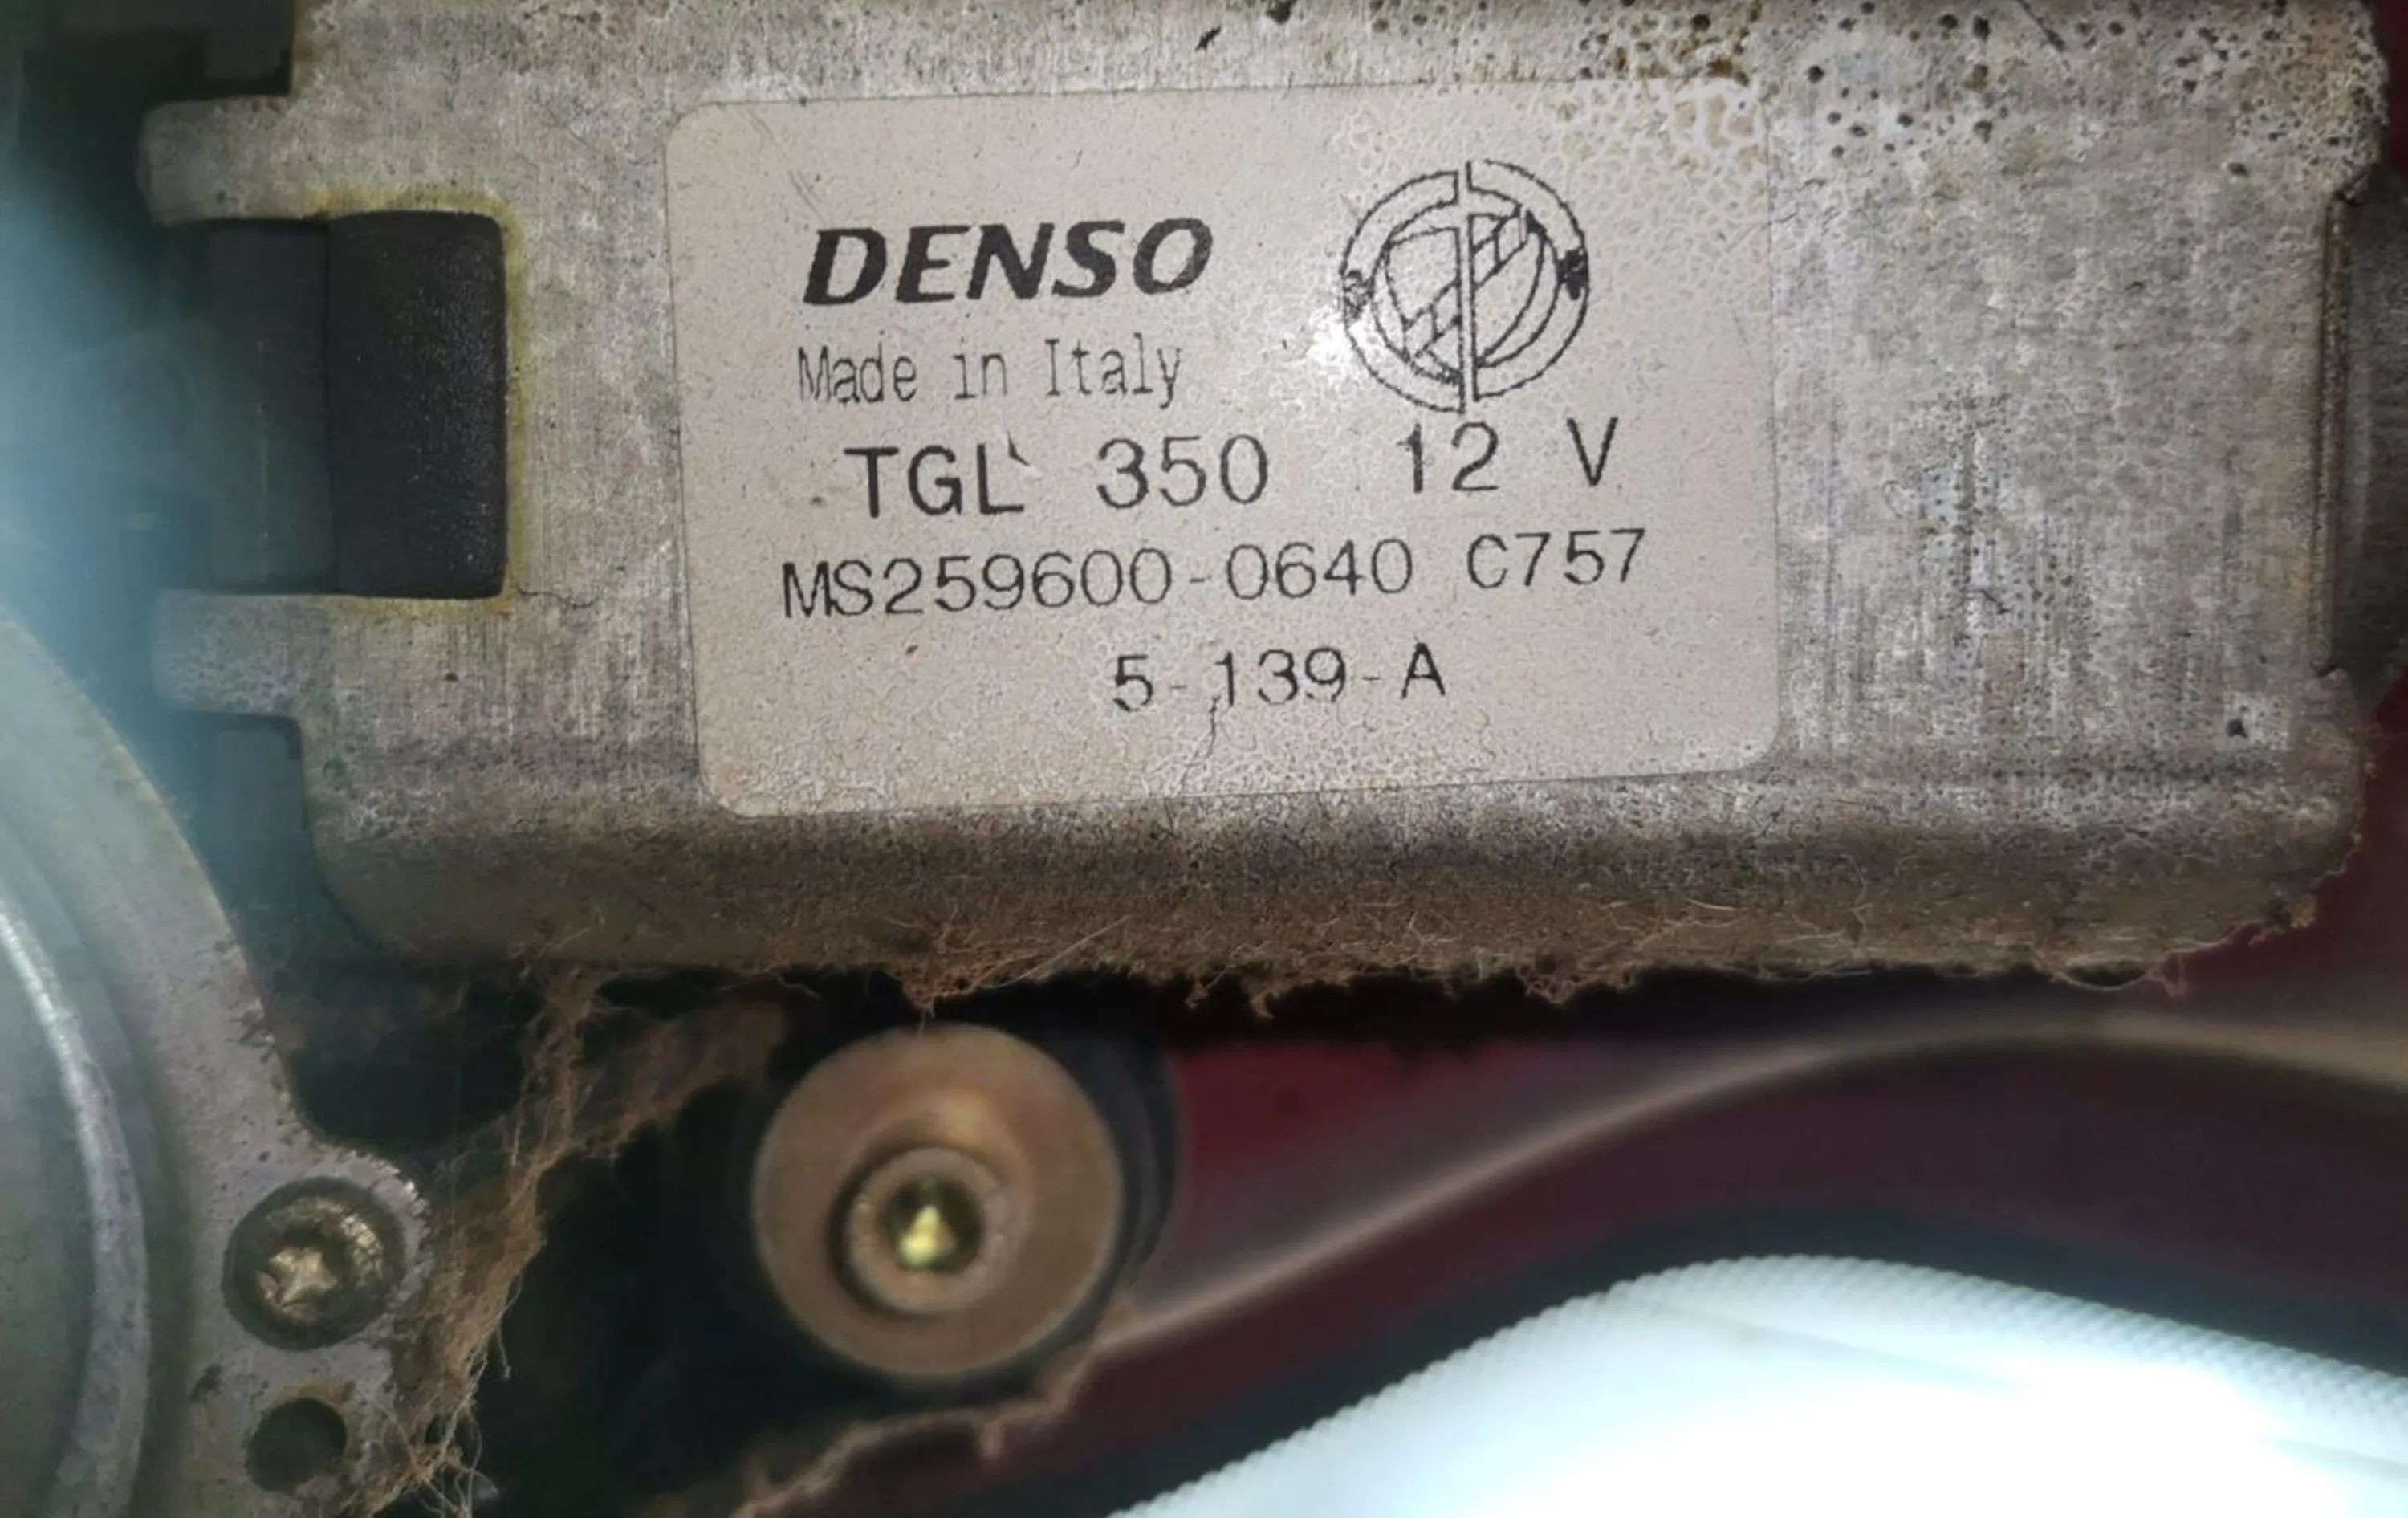 DENSO
Made in Italy
TGL 350 12 V
MS259600-0640 C757
5-139-A